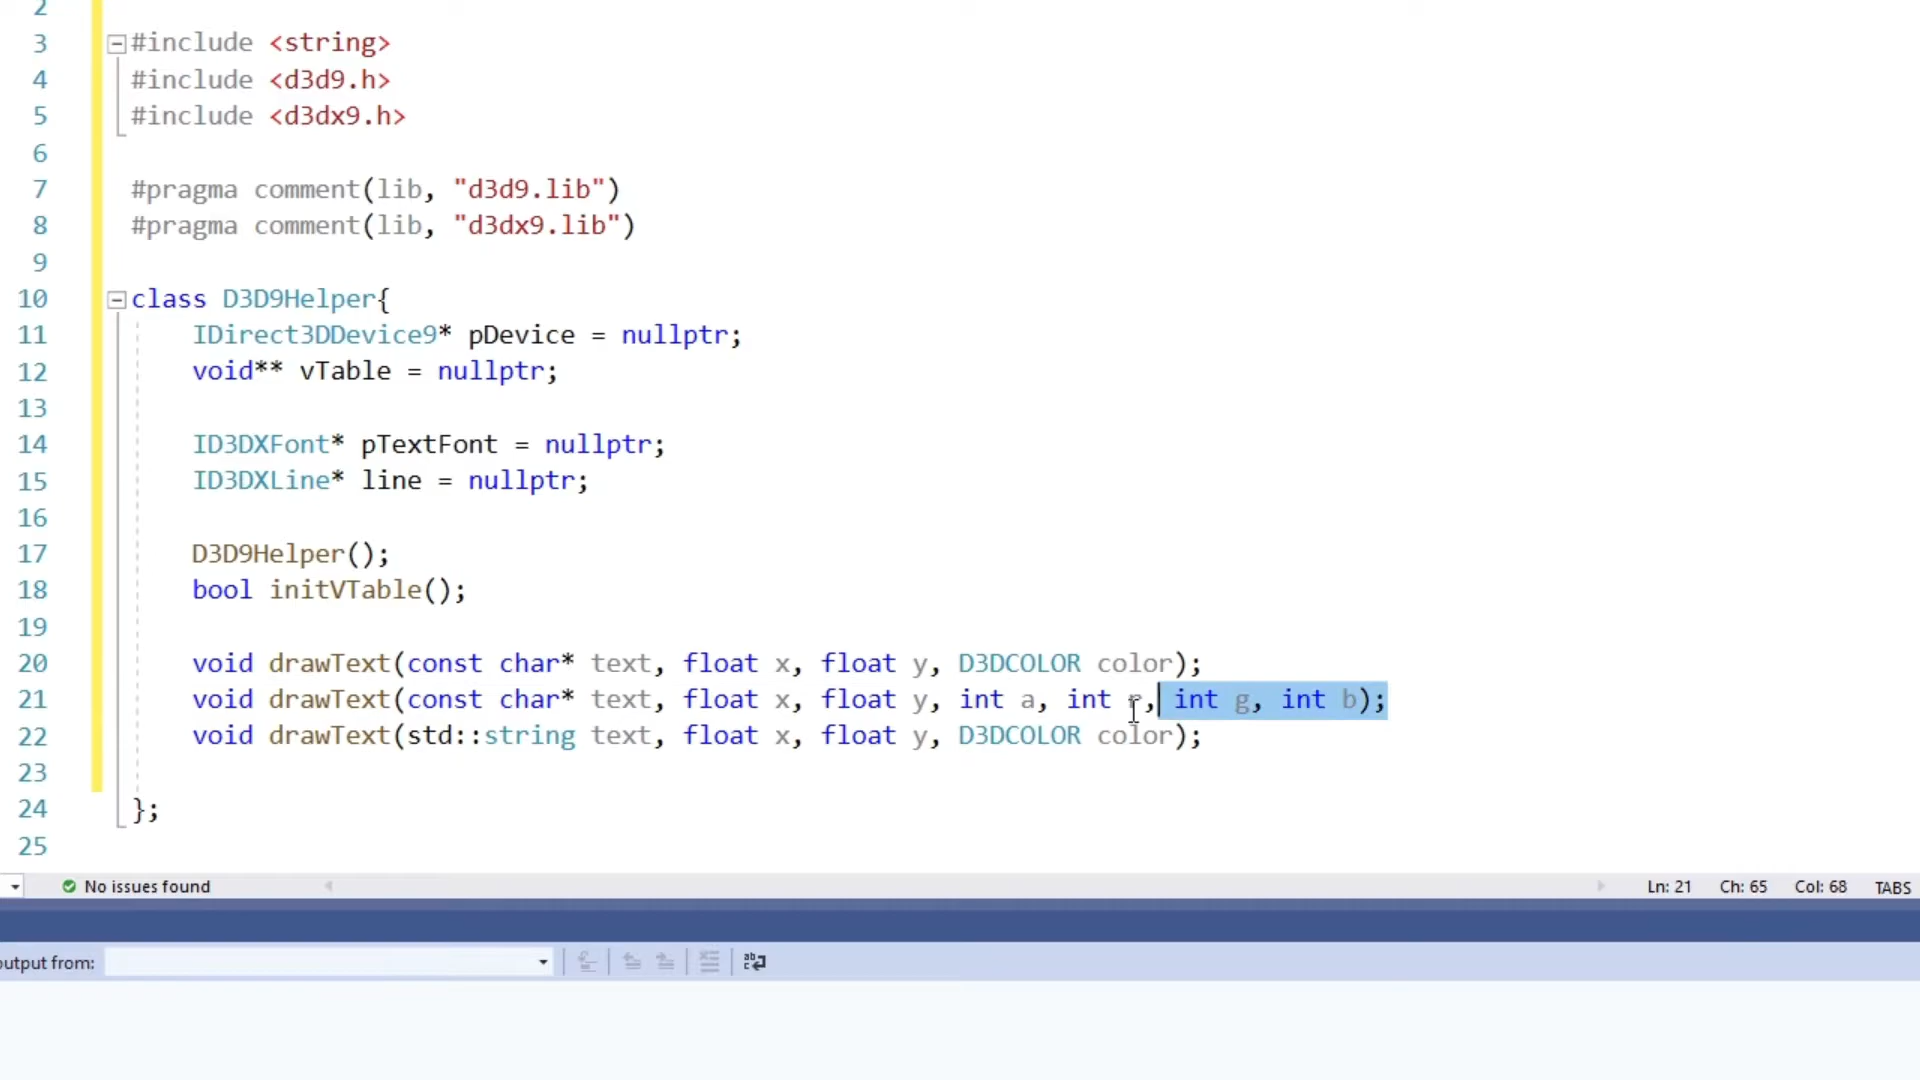 2
3 #include <string>
4 #include <d3d9.h>
5 #include <d3dx9.h>
6
7 #pragma comment(lib, "d3d9.lib")
8 #pragma comment(lib, "d3dx9.lib")
9
10 class D3D9Helper{
11 IDirect3DDevice9* pDevice = nullptr;
12 void** vTable = nullptr;
13
14 ID3DXFont* pTextFont = nullptr;
15 ID3DXLine* line = nullptr;
16
17 D3D9Helper();
18 bool initVTable();
19
20 void drawText(const char* text, float x, float y, D3DCOLOR color);
21 void drawText(const char* text, float x, float y, int a, int r, int g, int b);
22 void drawText(std::string text, float x, float y, D3DCOLOR color);
23
24 };
25
No issues found Ln: 21 Ch: 65 Col: 68 TABS
output from: